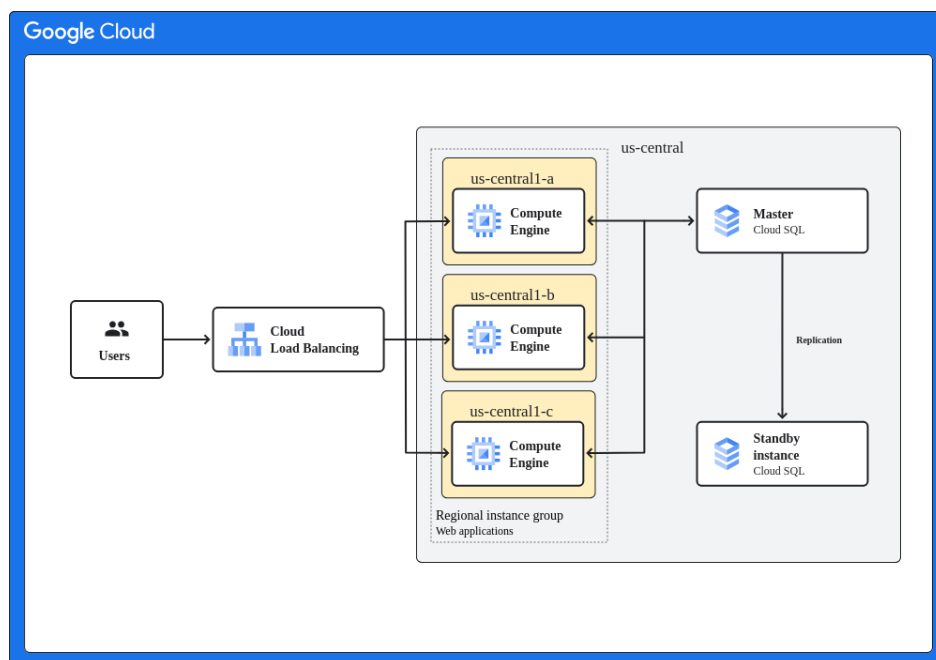 Google Cloud
us-central
us-central1-a
Compute
Engine
Master
Cloud SQL
us-central1-b
Compute
Engine
Users
Cloud
Load Balancing
Replication
us-central1-c
Compute
Engine
Standby
instance
Cloud SQL
Regional instance group
Web applications